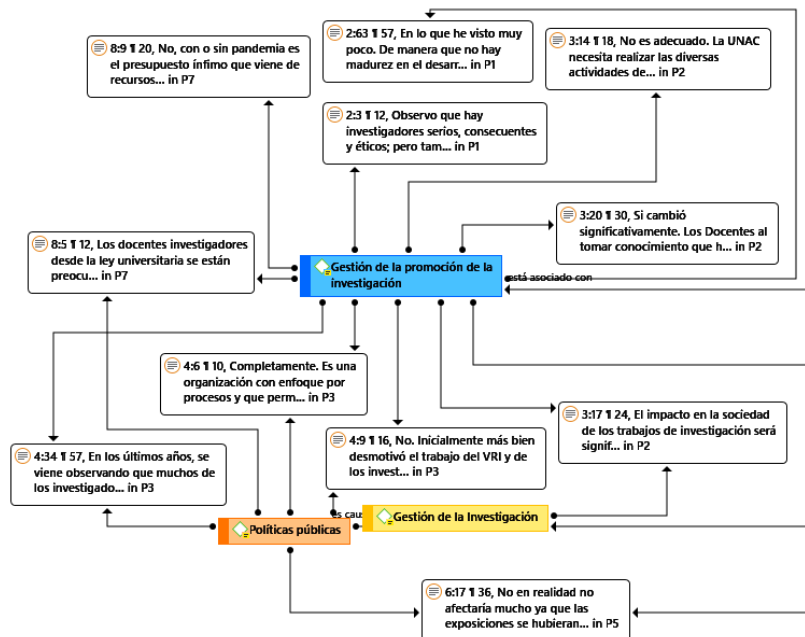 2:63 ¶ 57, En lo que he visto muy
poco. De manera que no hay
madurez en el desarr... in P1
8:9 ¶ 20, No, con o sin pandemia es
el presupuesto ínfimo que viene de
recursos... in P7
3:14 ¶ 18, No es adecuado. La UNAC
necesita realizar las diversas
actividades de... in P2
2:3 ¶ 12, Observo que hay
investigadores serios, consecuentes
y éticos; pero tam... in P1
3:20 ¶ 30, Si cambió
significativamente. Los Docentes al
tomar conocimiento que h... in P2
8:5 ¶ 12, Los docentes investigadores
desde la ley universitaria se están
preocu... in P7
Gestión de la promoción de la
investigación
está asociado con
4:6 ¶ 10, Completamente. Es una
organización con enfoque por
procesos y que perm... in P3
3:17 ¶ 24, El impacto en la sociedad
de los trabajos de investigación será
signif... in P2
4:9 ¶ 16, No. Inicialmente más bien
desmotivó el trabajo del VRI y de
los invest... in P3
4:34 ¶ 57, En los últimos años, se
viene observando que muchos de
los investigado... in P3
es cau
Gestión de la Investigación
Políticas públicas
6:17 ¶ 36, No en realidad no
afectaría mucho ya que las
exposiciones se hubieran... in P5